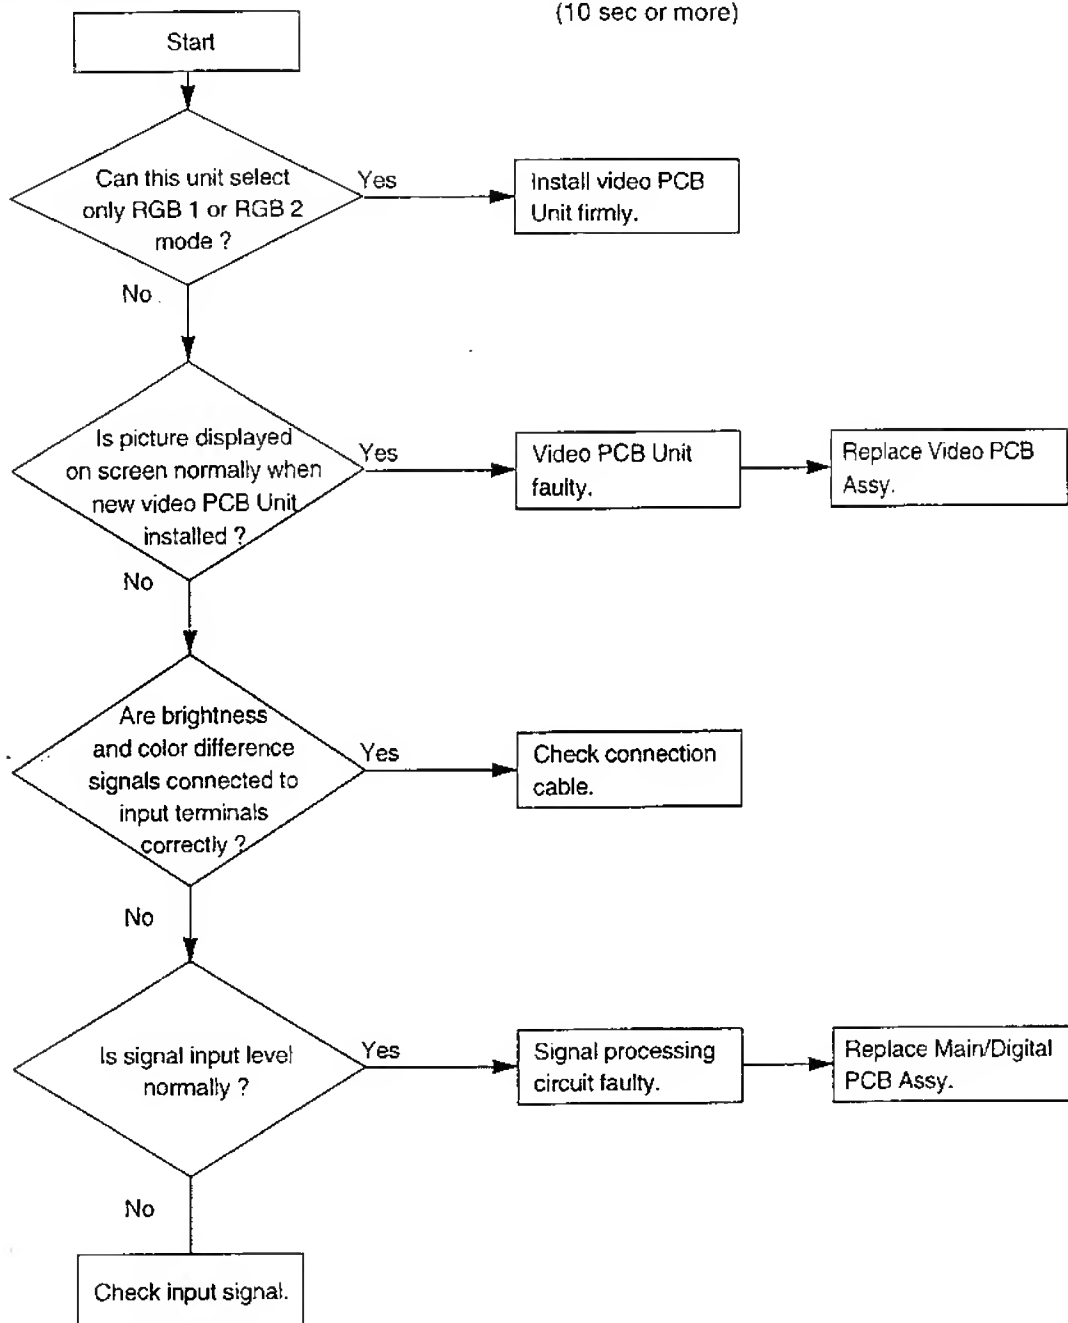 (10 sec or more)
Start
Can this unit select
only RGB 1 or RGB 2
mode ?
Yes
Install video PCB
Unit firmly.
No
Is picture displayed
on screen normally when
new video PCB Unit
installed ?
Yes
Video PCB Unit
faulty.
Replace Video PCB
Assy.
No
Are brightness
and color difference
signals connected to
input terminals
correctly ?
Yes
Check connection
cable.
No
Is signal input level
normally ?
Yes
Signal processing
circuit faulty.
Replace Main/Digital
PCB Assy.
No
Check input signal.